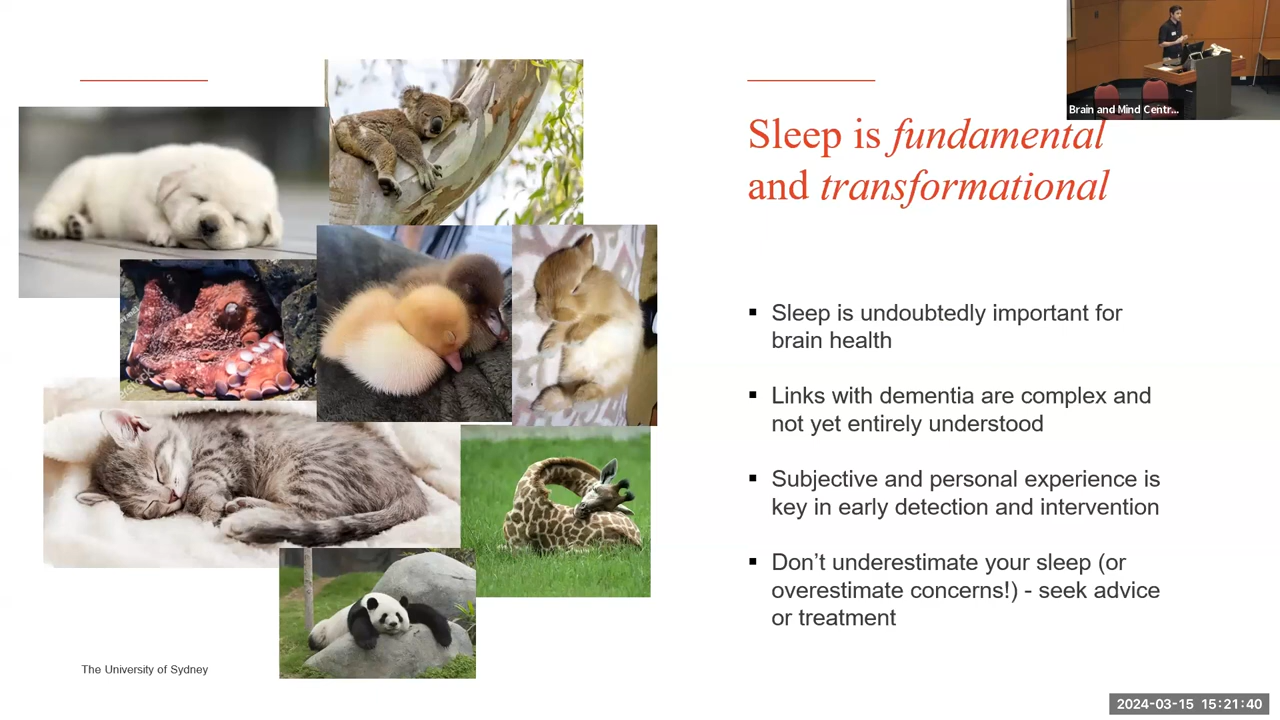 Brain and Mind Centr...
Sleep is fundamental
and transformational
▪ Sleep is undoubtedly important for
brain health
▪ Links with dementia are complex and
not yet entirely understood
▪ Subjective and personal experience is
key in early detection and intervention
▪ Don’t underestimate your sleep (or
overestimate concerns!) - seek advice
or treatment
The University of Sydney
2024-03-15 15:21:40